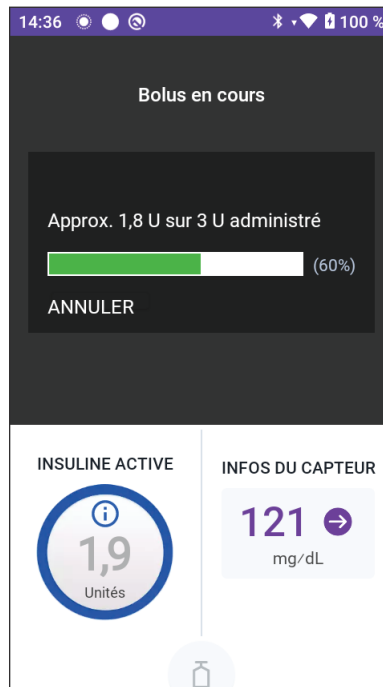 14:36 100 %
Bolus en cours
Approx. 1,8 U sur 3 U administré
(60%)
ANNULER
INSULINE ACTIVE
1,9
Unités
INFOS DU CAPTEUR
121
mg/dL